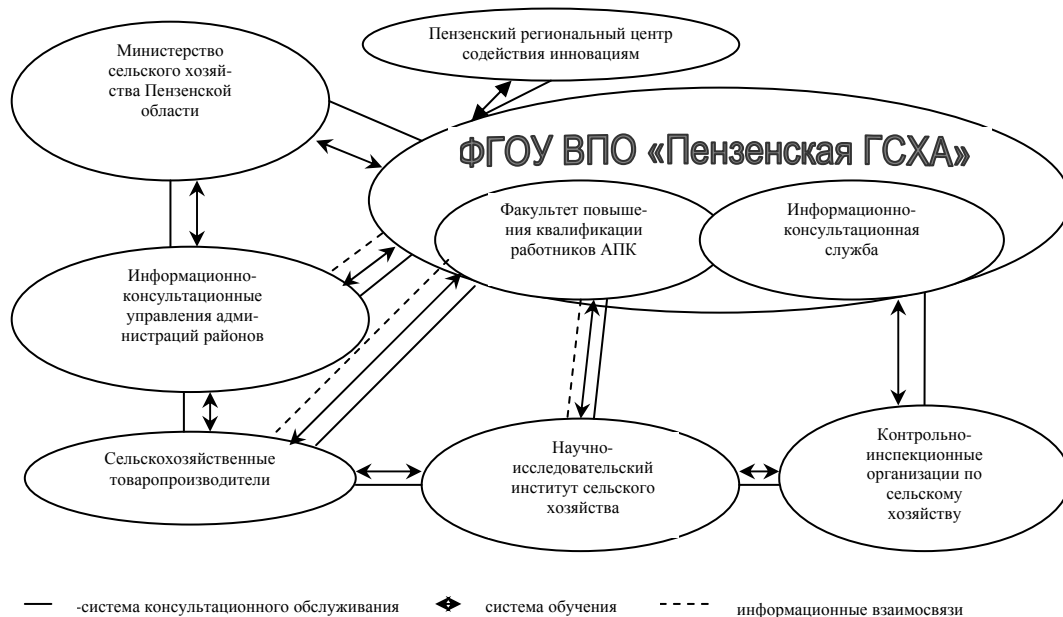 Пензенский региональный центр
содействия инновациям
Министерство
сельского хозяй-
ства Пензенской
области
ФГОУ ВПО «Пензенская ГСХА»
Факультет повыше-
ния квалификации
работников АПК
Информационно-
консультационная
служба
Информационно-
консультационные
управления адми-
нистраций районов
Сельскохозяйственные
товаропроизводители
Научно-
исследовательский
институт сельского
хозяйства
Контрольно-
инспекционные
организации по
сельскому
хозяйству
-система консультационного обслуживания система обучения информационные взаимосвязи